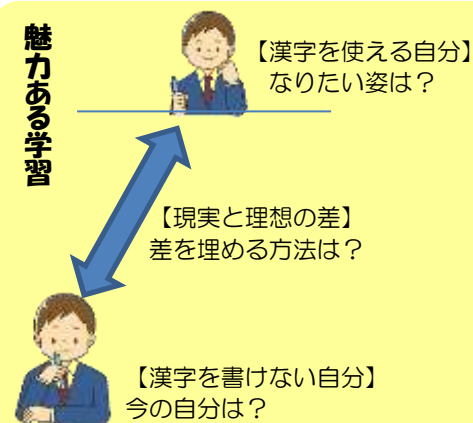 魅力ある学習
【漢字を使える自分】
なりたい姿は？
【現実と理想の差】
差を埋める方法は？
【漢字を書けない自分】
今の自分は？